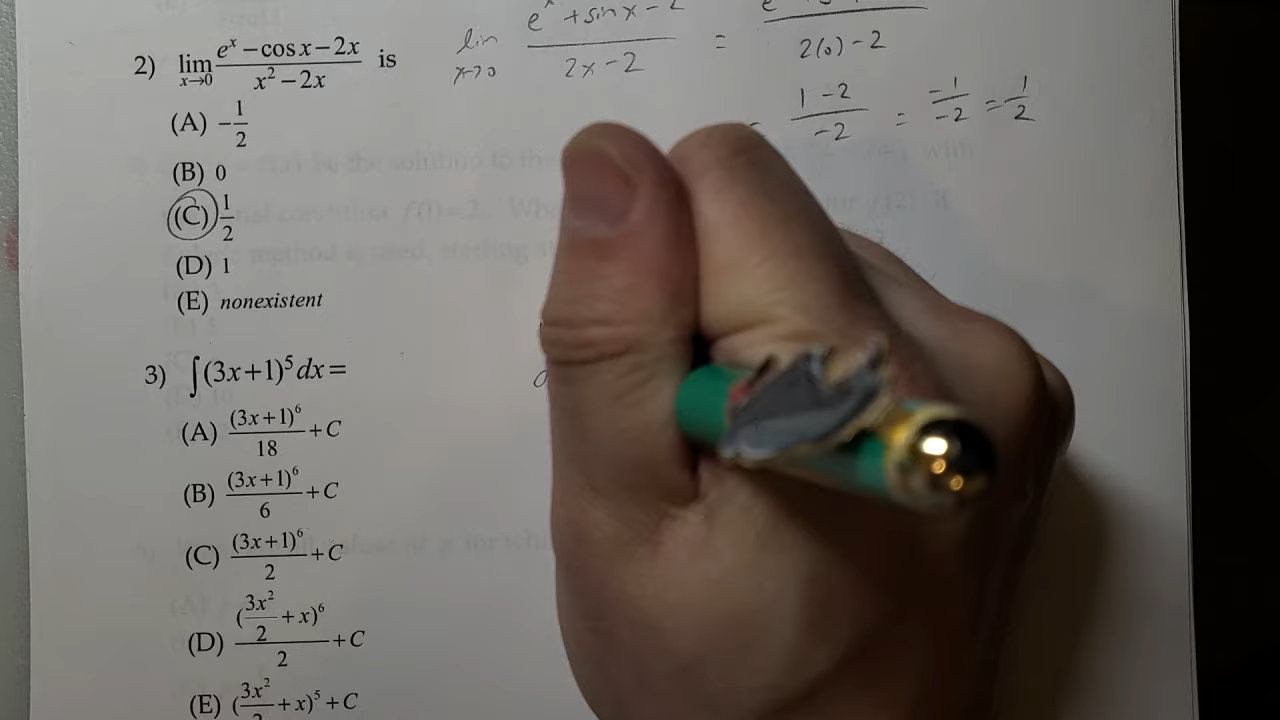 2) lim x→0 (e^x − cos x − 2x)/(x^2 − 2x) is
(A) −1/2
(B) 0
(C) 1/2
(D) 1
(E) nonexistent
lim x→0 (e^x + sin x − 2)/(2x − 2) =
2(0) − 2
(1 − 2)/−2 = −1/−2 = 1/2
3) ∫(3x+1)^5 dx =
(A) (3x+1)^6/18 + C
(B) (3x+1)^6/6 + C
(C) (3x+1)^6/2 + C
(D) (3x^2/2 + x)^6/2 + C
(E) (3x^2/2 + x)^5 + C